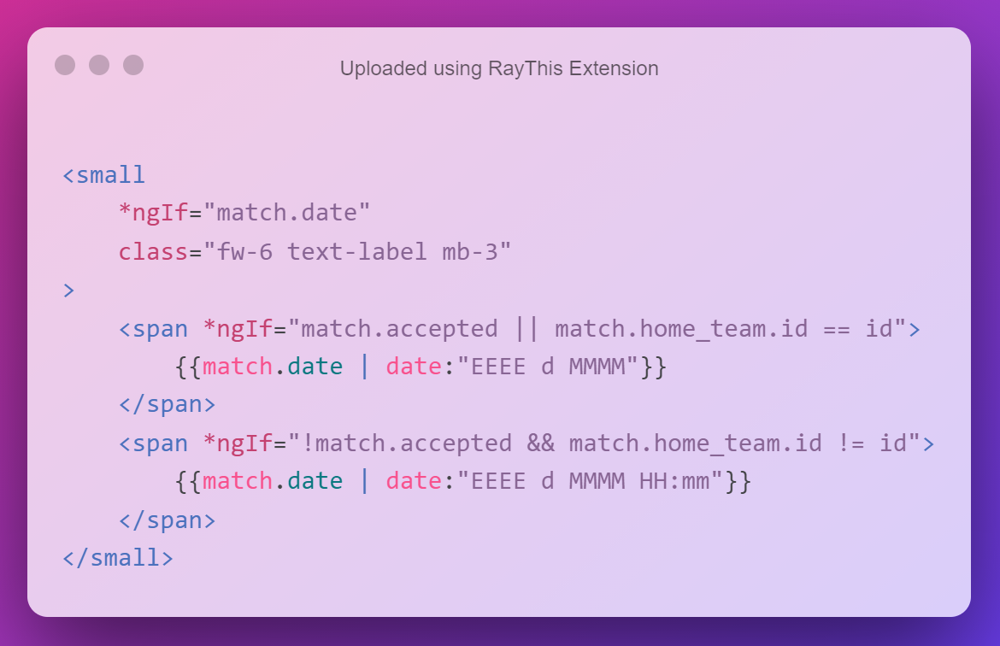 Uploaded using RayThis Extension
<small
    *ngIf="match.date"
    class="fw-6 text-label mb-3"
>
    <span *ngIf="match.accepted || match.home_team.id == id">
        {{match.date | date:"EEEE d MMMM"}}
    </span>
    <span *ngIf="!match.accepted && match.home_team.id != id">
        {{match.date | date:"EEEE d MMMM HH:mm"}}
    </span>
</small>